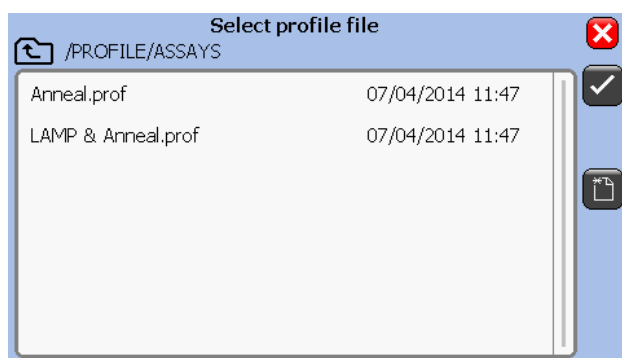 Select profile file
/PROFILE/ASSAYS
Anneal.prof 07/04/2014 11:47
LAMP & Anneal.prof 07/04/2014 11:47